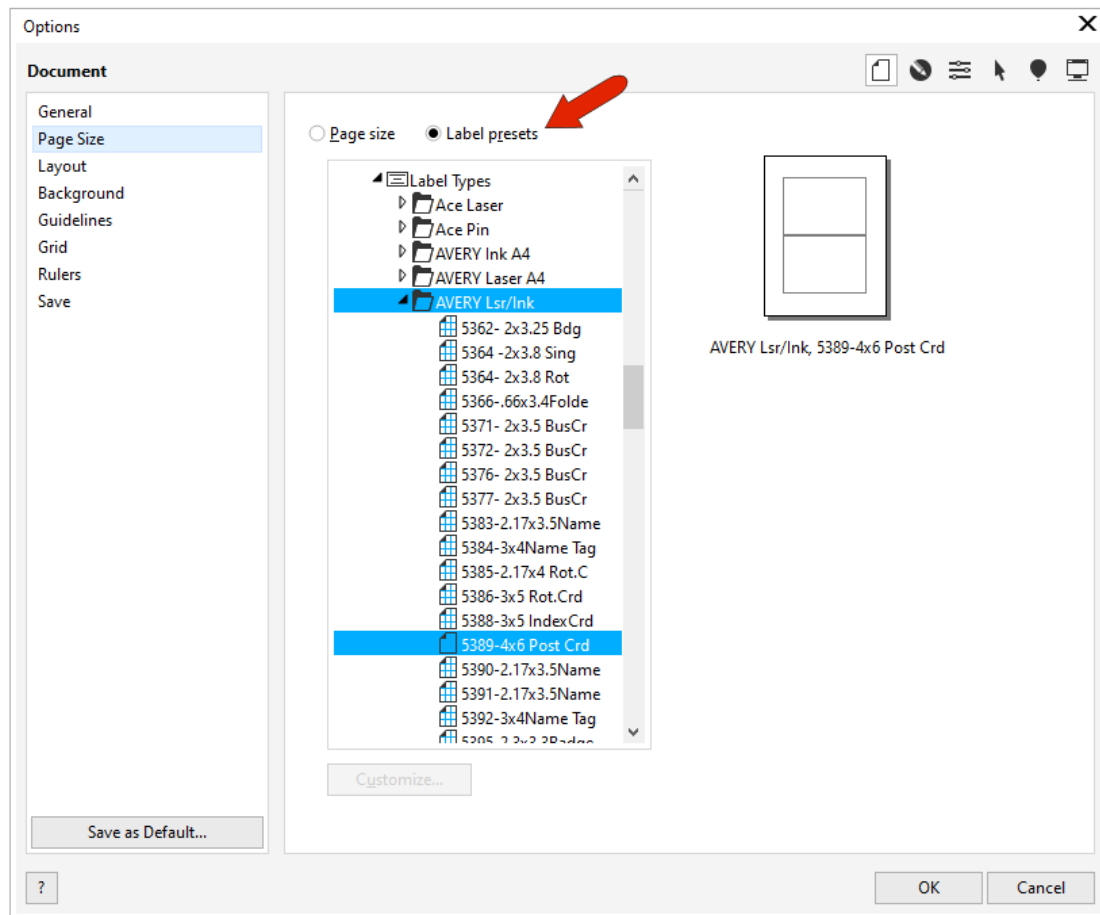 Options
Document
General
Page Size
Layout
Background
Guidelines
Grid
Rulers
Save
Save as Default...
Page size
Label presets
Label Types
Ace Laser
Ace Pin
AVERY Ink A4
AVERY Laser A4
AVERY Lsr/Ink
5362- 2x3.25 Bdg
5364 -2x3.8 Sing
5364- 2x3.8 Rot
5366-.66x3.4Folde
5371- 2x3.5 BusCr
5372- 2x3.5 BusCr
5376- 2x3.5 BusCr
5377- 2x3.5 BusCr
5383-2.17x3.5Name
5384-3x4Name Tag
5385-2.17x4 Rot.C
5386-3x5 Rot.Crd
5388-3x5 IndexCrd
5389-4x6 Post Crd
5390-2.17x3.5Name
5391-2.17x3.5Name
5392-3x4Name Tag
5395-2.3x3.3Badge
Customize...
AVERY Lsr/Ink, 5389-4x6 Post Crd
?
OK
Cancel